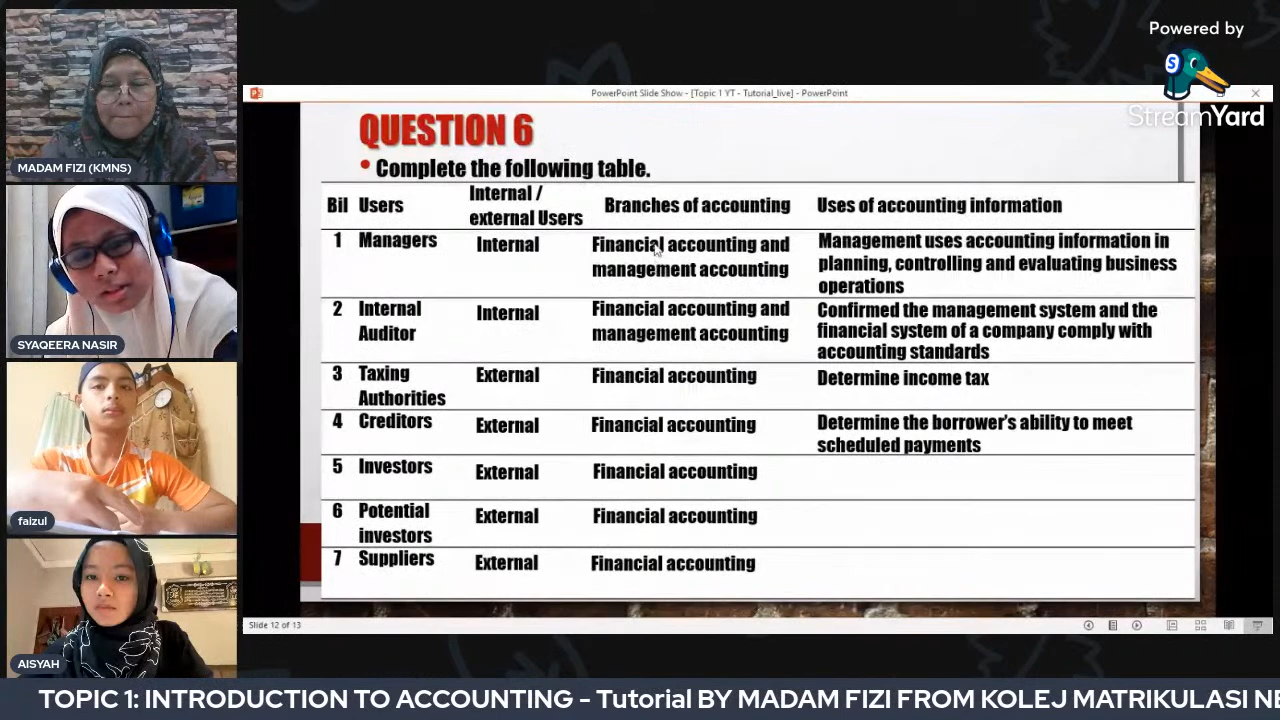 Powered by
S
StreamYard
PowerPoint Slide Show - [Topic 1 YT - Tutorial_live] - PowerPoint
MADAM FIZI (KMNS)
SYAQEERA NASIR
faizul
AISYAH
QUESTION 6
• Complete the following table.
Bil Users Internal / external Users Branches of accounting Uses of accounting information
1 Managers Internal Financial accounting and management accounting Management uses accounting information in planning, controlling and evaluating business operations
2 Internal Auditor Internal Financial accounting and management accounting Confirmed the management system and the financial system of a company comply with accounting standards
3 Taxing Authorities External Financial accounting Determine income tax
4 Creditors External Financial accounting Determine the borrower's ability to meet scheduled payments
5 Investors External Financial accounting
6 Potential investors External Financial accounting
7 Suppliers External Financial accounting
Slide 12 of 13
TOPIC 1: INTRODUCTION TO ACCOUNTING - Tutorial BY MADAM FIZI FROM KOLEJ MATRIKULASI NE